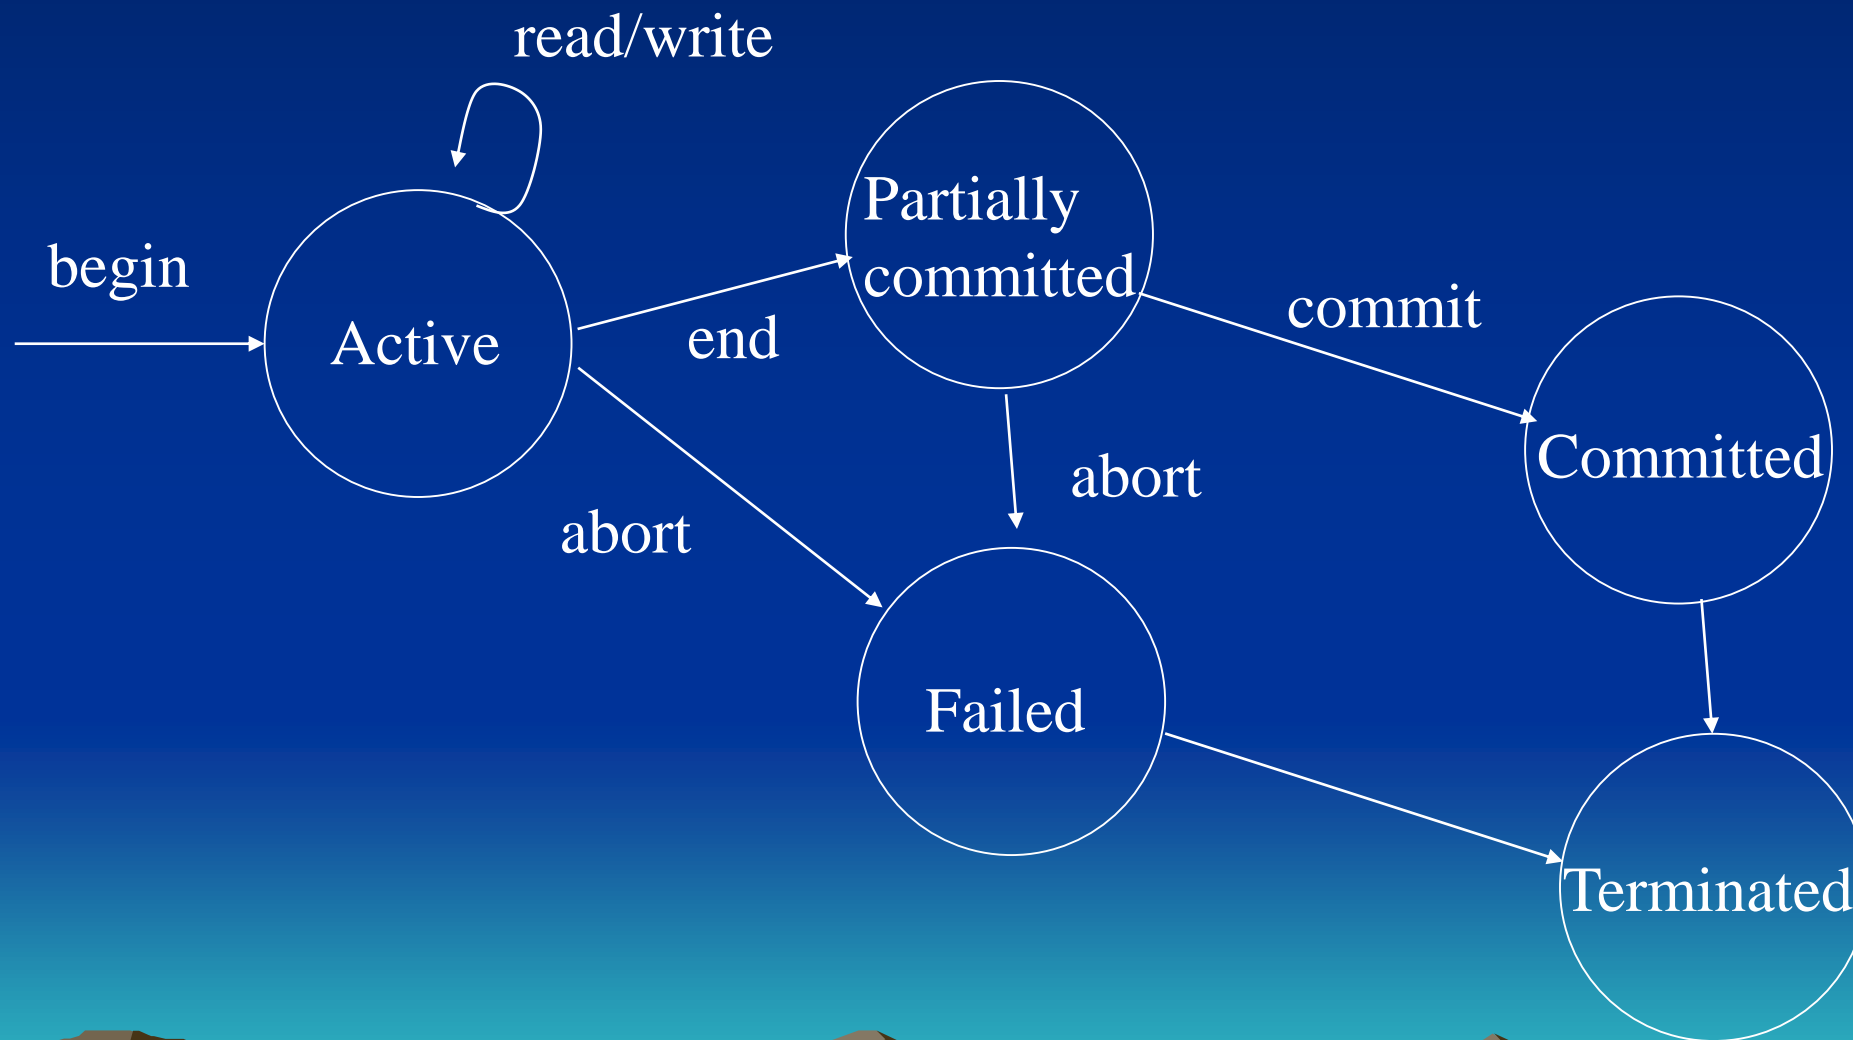 read/write
begin
Active
end
Partially
committed
commit
Committed
abort
abort
Failed
Terminated